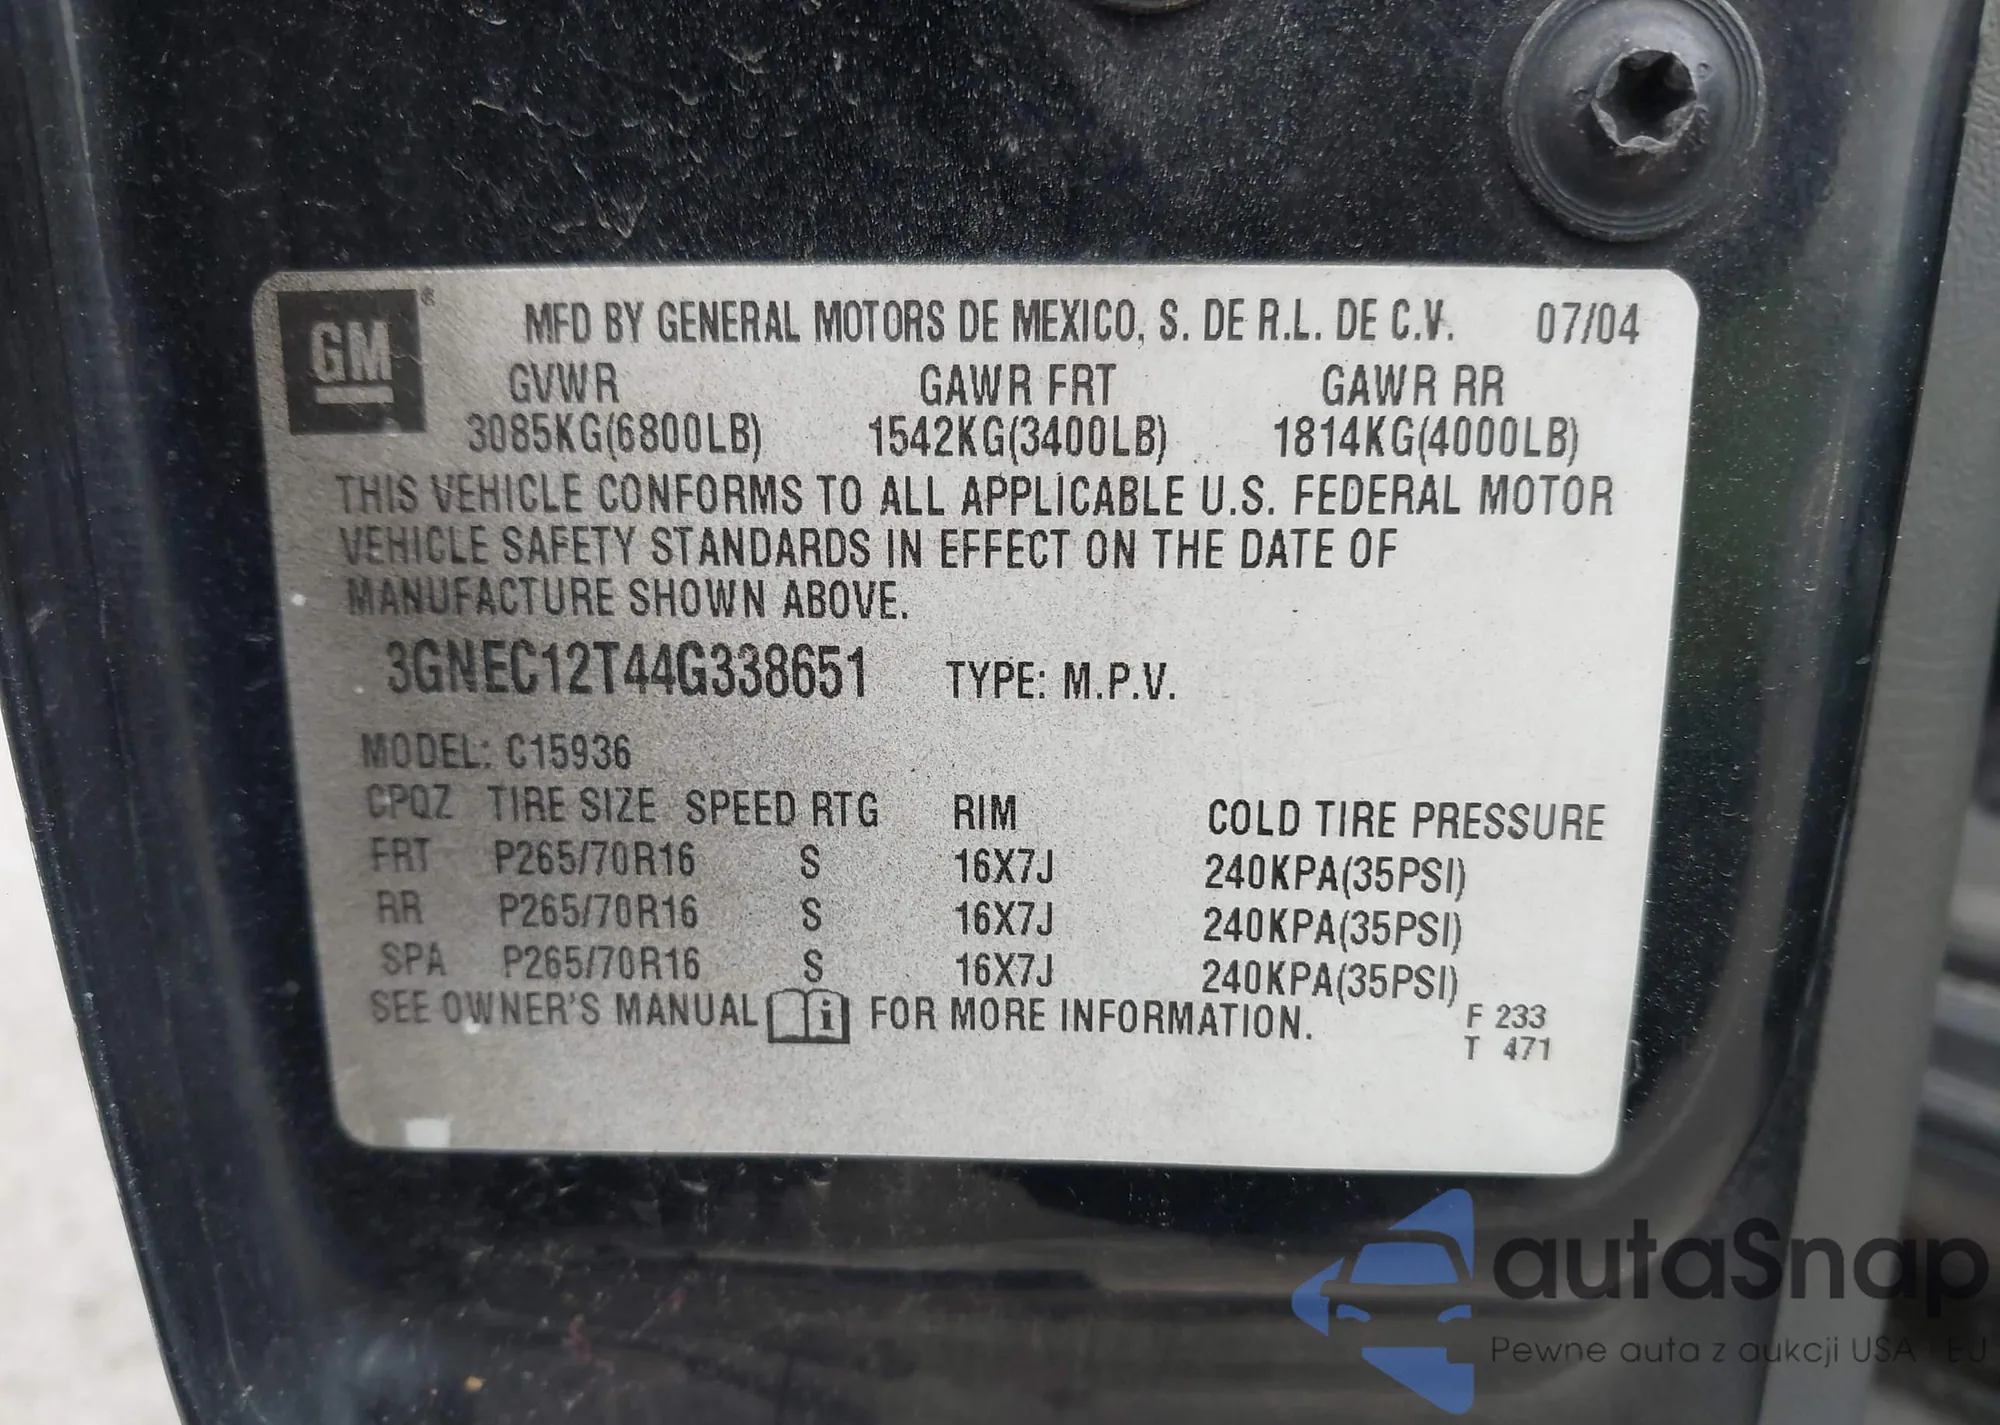 GM ® MFD BY GENERAL MOTORS DE MEXICO, S. DE R.L. DE C.V. 07/04
GVWR GAWR FRT GAWR RR
3085KG(6800LB) 1542KG(3400LB) 1814KG(4000LB)
THIS VEHICLE CONFORMS TO ALL APPLICABLE U.S. FEDERAL MOTOR
VEHICLE SAFETY STANDARDS IN EFFECT ON THE DATE OF
MANUFACTURE SHOWN ABOVE.
3GNEC12T44G338651 TYPE: M.P.V.
MODEL: C15936
CPQZ TIRE SIZE SPEED RTG RIM COLD TIRE PRESSURE
FRT P265/70R16 S 16X7J 240KPA(35PSI)
RR P265/70R16 S 16X7J 240KPA(35PSI)
SPA P265/70R16 S 16X7J 240KPA(35PSI)
SEE OWNER'S MANUAL i FOR MORE INFORMATION.
F 233
T 471
autaSnap
Pewne auta z aukcji USA i EU